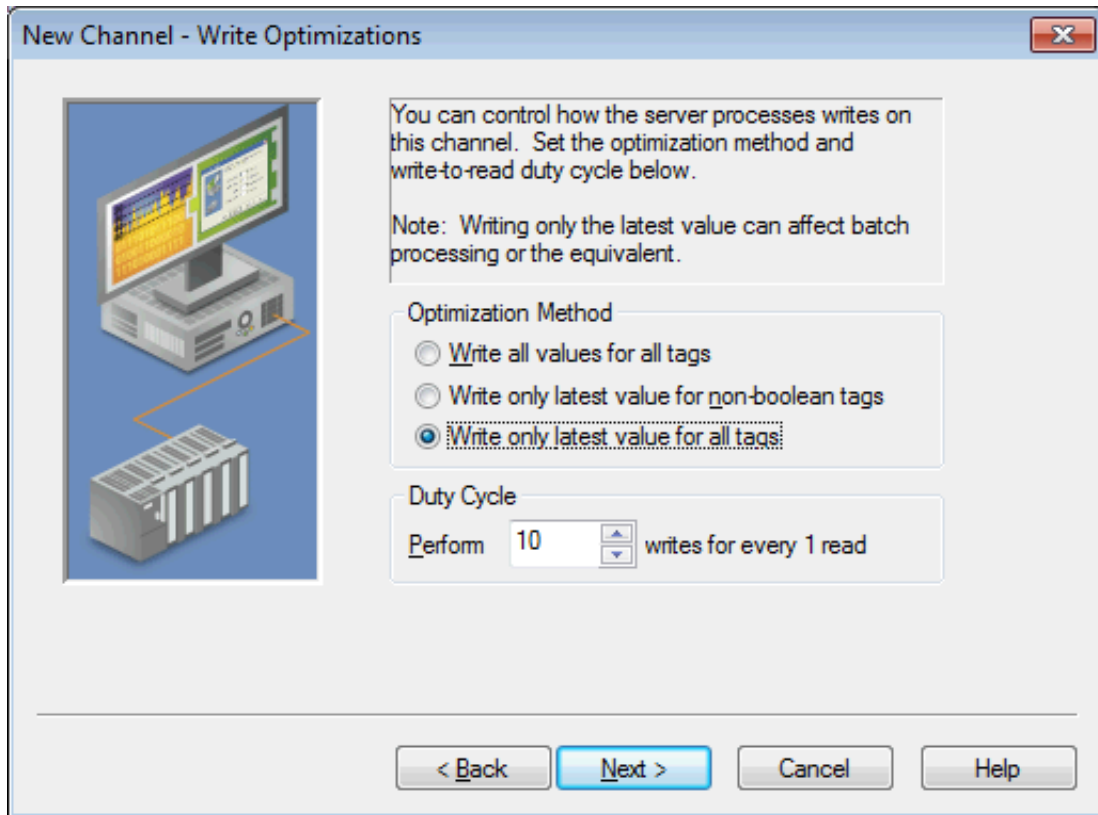 New Channel - Write Optimizations
You can control how the server processes writes on
this channel.  Set the optimization method and
write-to-read duty cycle below.
Note:  Writing only the latest value can affect batch
processing or the equivalent.
Optimization Method
Write all values for all tags
Write only latest value for non-boolean tags
Write only latest value for all tags
Duty Cycle
Perform 10 writes for every 1 read
< Back Next > Cancel Help